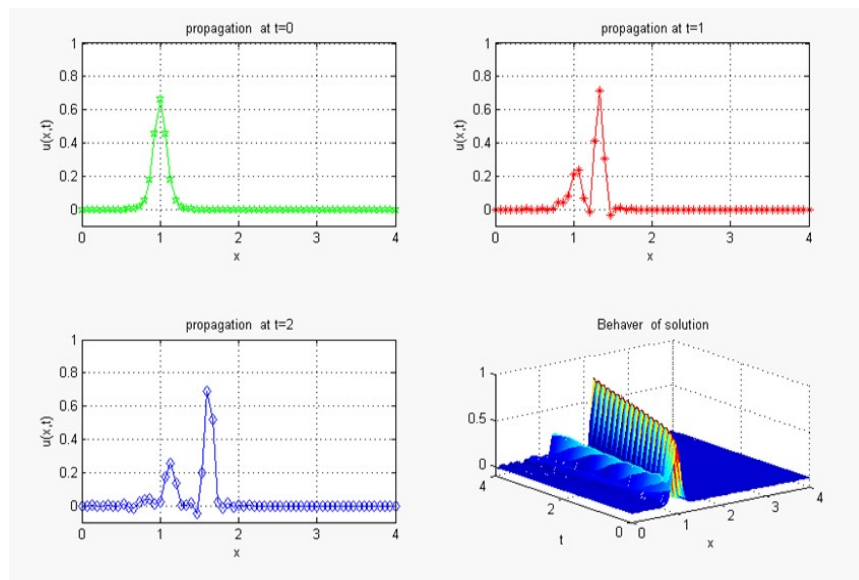 propagation at t=0
1
0.8
0.6
0.4
0.2
0
u(x,t)
0 1 2 3 4
x
propagation at t=1
1
0.8
0.6
0.4
0.2
0
u(x,t)
0 1 2 3 4
x
propagation at t=2
1
0.8
0.6
0.4
0.2
0
u(x,t)
0 1 2 3 4
x
Behaver of solution
1
0.5
0
4
2
0
t
0 1 2 3 4
x